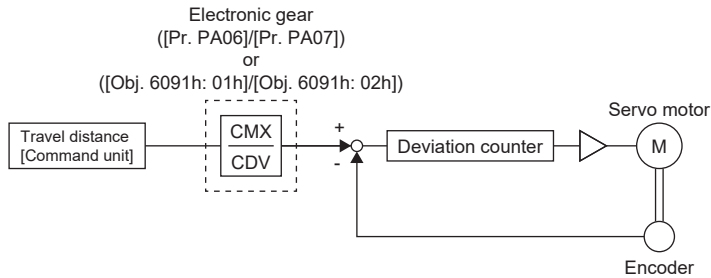 Electronic gear
([Pr. PA06]/[Pr. PA07])
or
([Obj. 6091h: 01h]/[Obj. 6091h: 02h])
Travel distance
[Command unit]
CMX
CDV
+
-
Deviation counter
Servo motor
M
Encoder